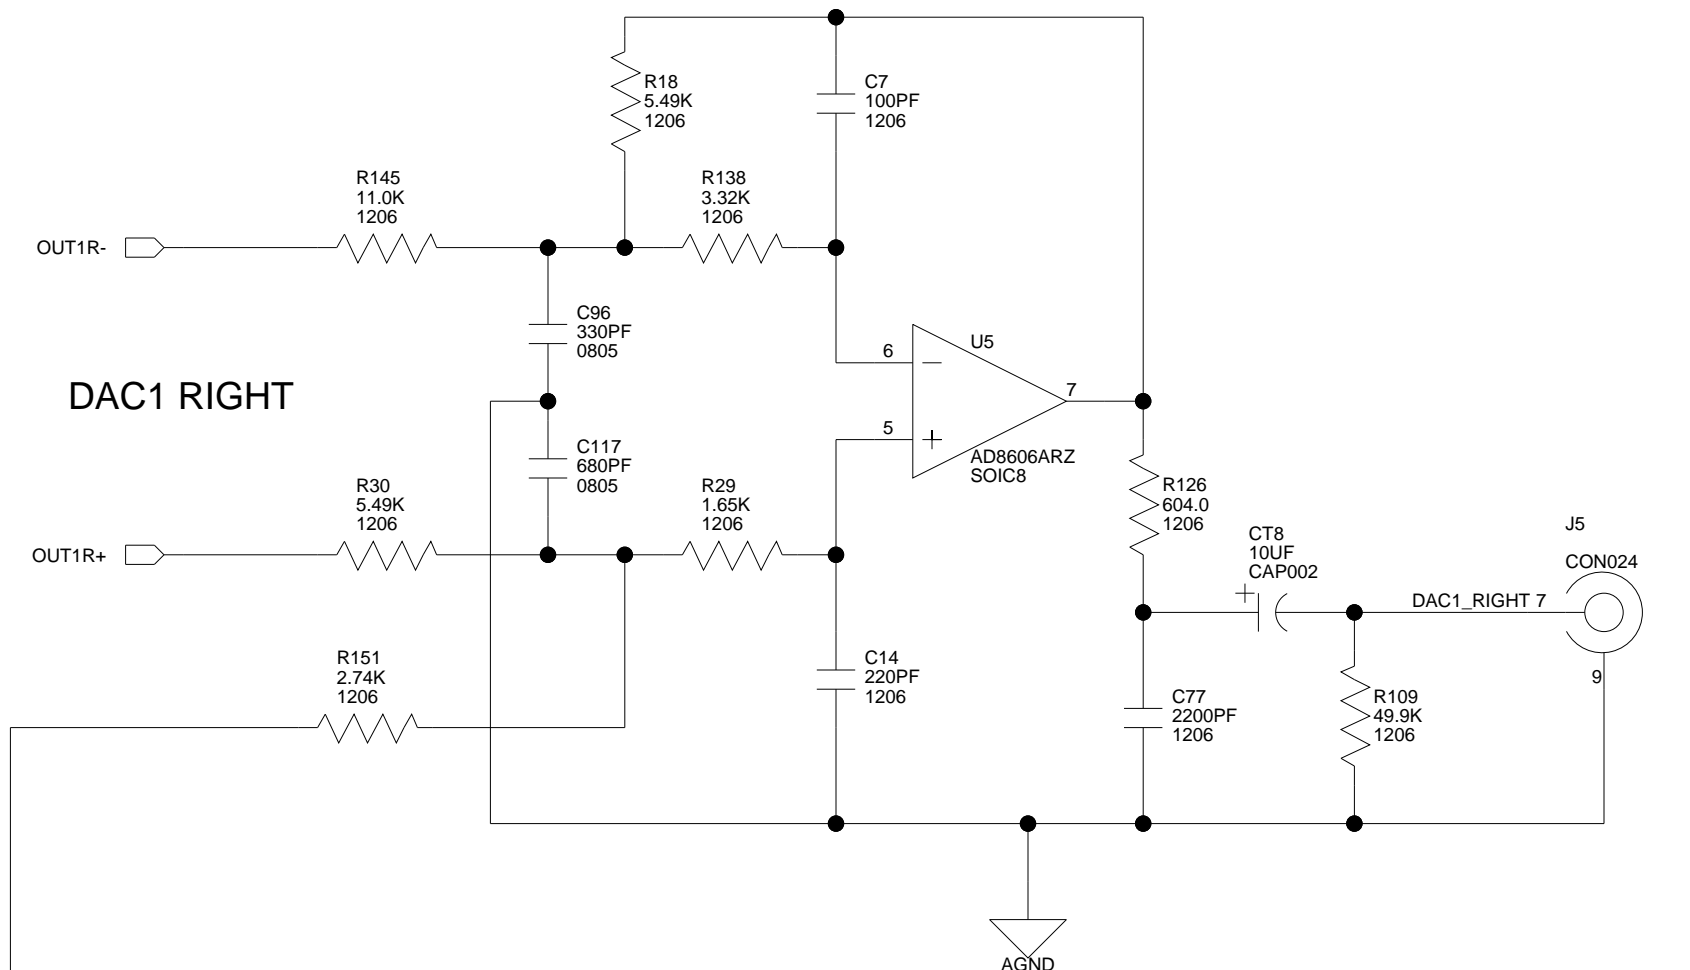 R18
5.49K
1206
C7
100PF
1206
R145
11.0K
1206
R138
3.32K
1206
OUT1R-
C96
330PF
0805
6
U5
7
DAC1 RIGHT
5
AD8606ARZ
SOIC8
C117
680PF
0805
R30
5.49K
1206
R29
1.65K
1206
R126
604.0
1206
OUT1R+
CT8
10UF
CAP002
J5
CON024
DAC1_RIGHT 7
R151
2.74K
1206
C14
220PF
1206
C77
2200PF
1206
R109
49.9K
1206
9
AGND